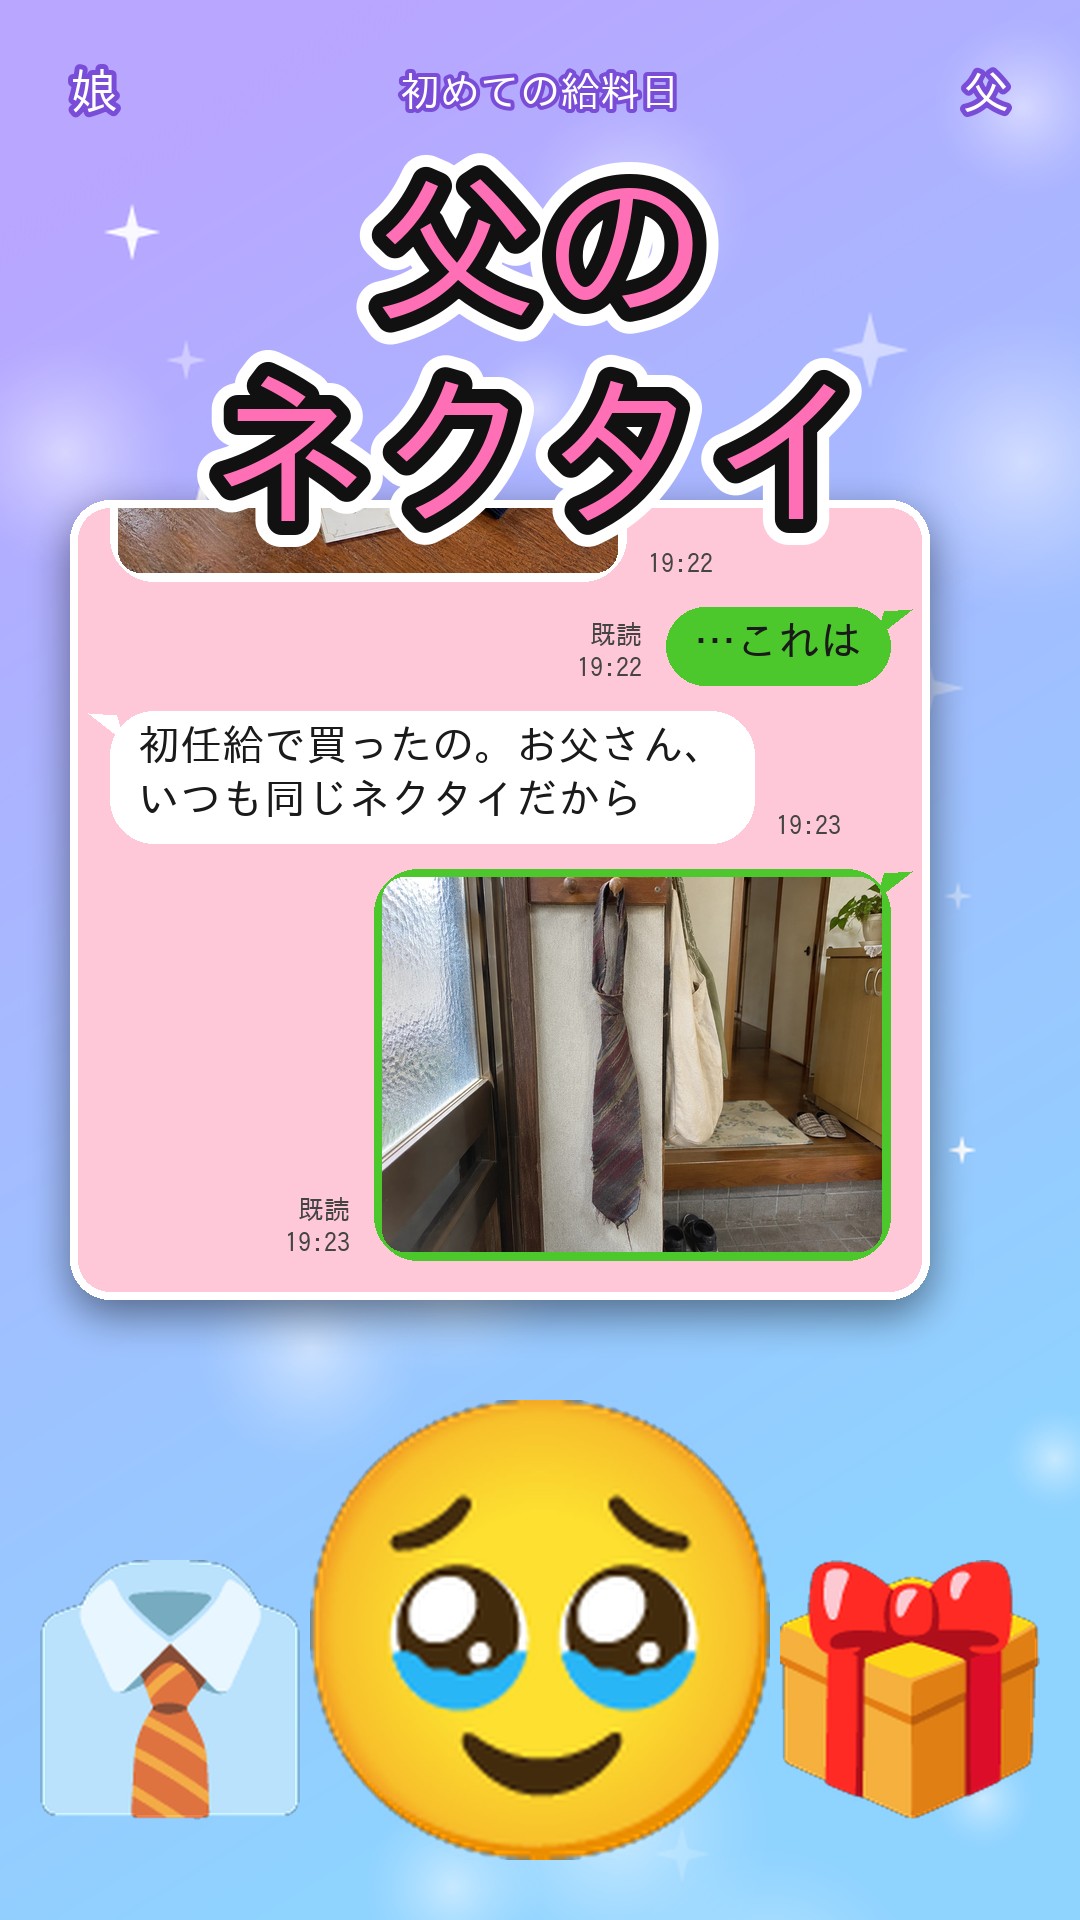 娘
初めての給料日
父
父の
ネクタイ
19:22
…これは
既読
19:22
初任給で買ったの。お父さん、
いつも同じネクタイだから
19:23
既読
19:23